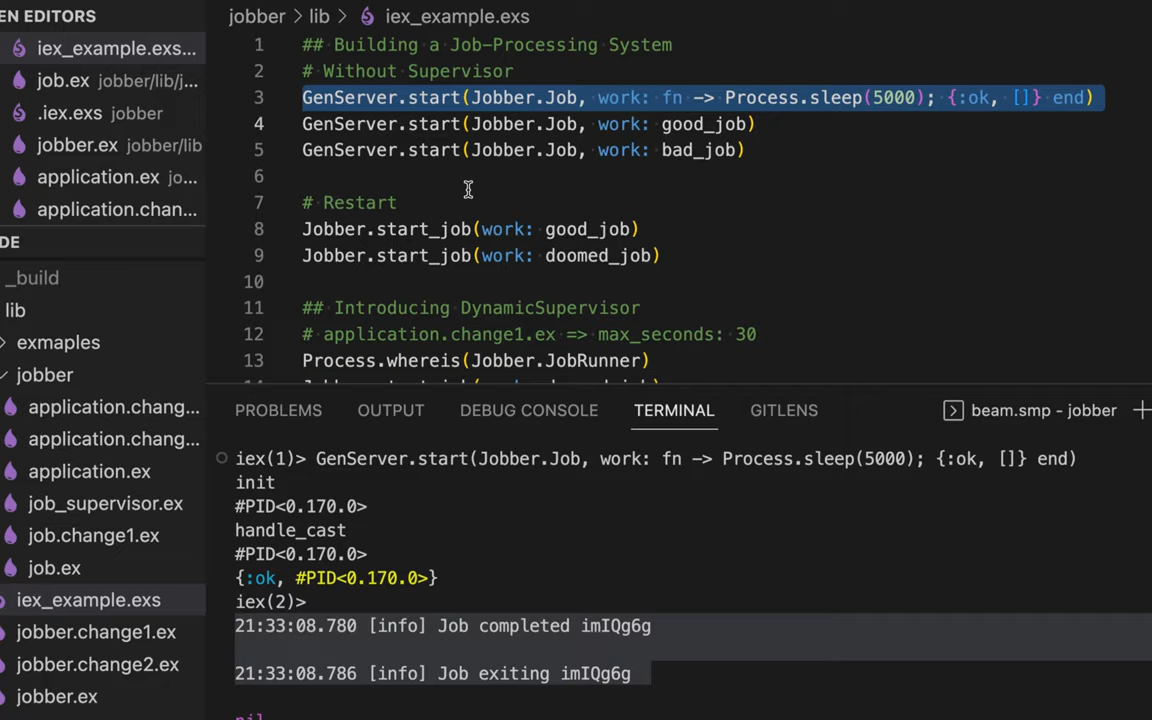 EN EDITORS
iex_example.exs...
job.ex jobber/lib/j...
.iex.exs jobber
jobber.ex jobber/lib
application.ex jo...
application.chan...
DE
_build
lib
exmaples
jobber
application.chang...
application.chang...
application.ex
job_supervisor.ex
job.change1.ex
job.ex
iex_example.exs
jobber.change1.ex
jobber.change2.ex
jobber.ex
jobber > lib > iex_example.exs
1 ## Building a Job-Processing System
2 # Without Supervisor
3 GenServer.start(Jobber.Job, work: fn -> Process.sleep(5000); {:ok, []} end)
4 GenServer.start(Jobber.Job, work: good_job)
5 GenServer.start(Jobber.Job, work: bad_job)
6
7 # Restart
8 Jobber.start_job(work: good_job)
9 Jobber.start_job(work: doomed_job)
10
11 ## Introducing DynamicSupervisor
12 # application.change1.ex => max_seconds: 30
13 Process.whereis(Jobber.JobRunner)
PROBLEMS OUTPUT DEBUG CONSOLE TERMINAL GITLENS beam.smp - jobber
iex(1)> GenServer.start(Jobber.Job, work: fn -> Process.sleep(5000); {:ok, []} end)
init
#PID<0.170.0>
handle_cast
#PID<0.170.0>
{:ok, #PID<0.170.0>}
iex(2)>
21:33:08.780 [info] Job completed imIQg6g
21:33:08.786 [info] Job exiting imIQg6g